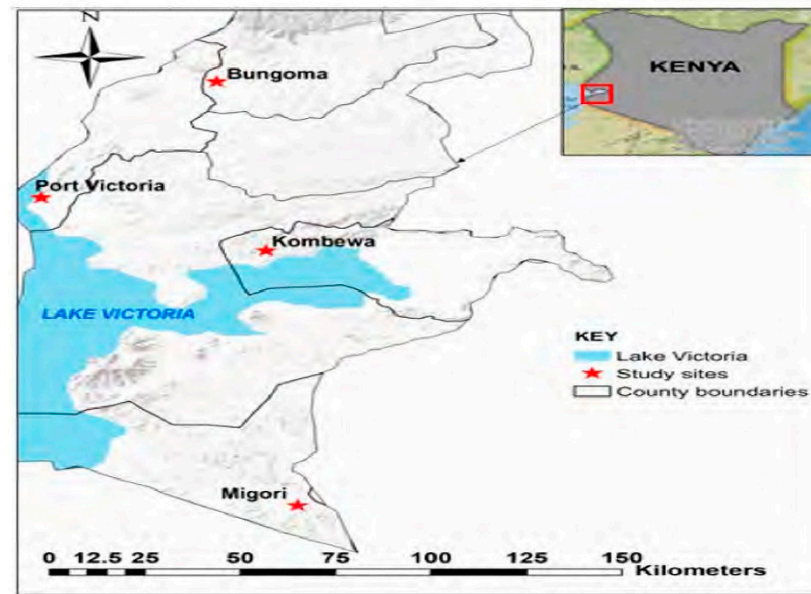 N
Bungoma
KENYA
Port Victoria
Kombewa
LAKE VICTORIA
KEY
Lake Victoria
Study sites
County boundaries
Migori
0 12.5 25 50 75 100 125 150
Kilometers